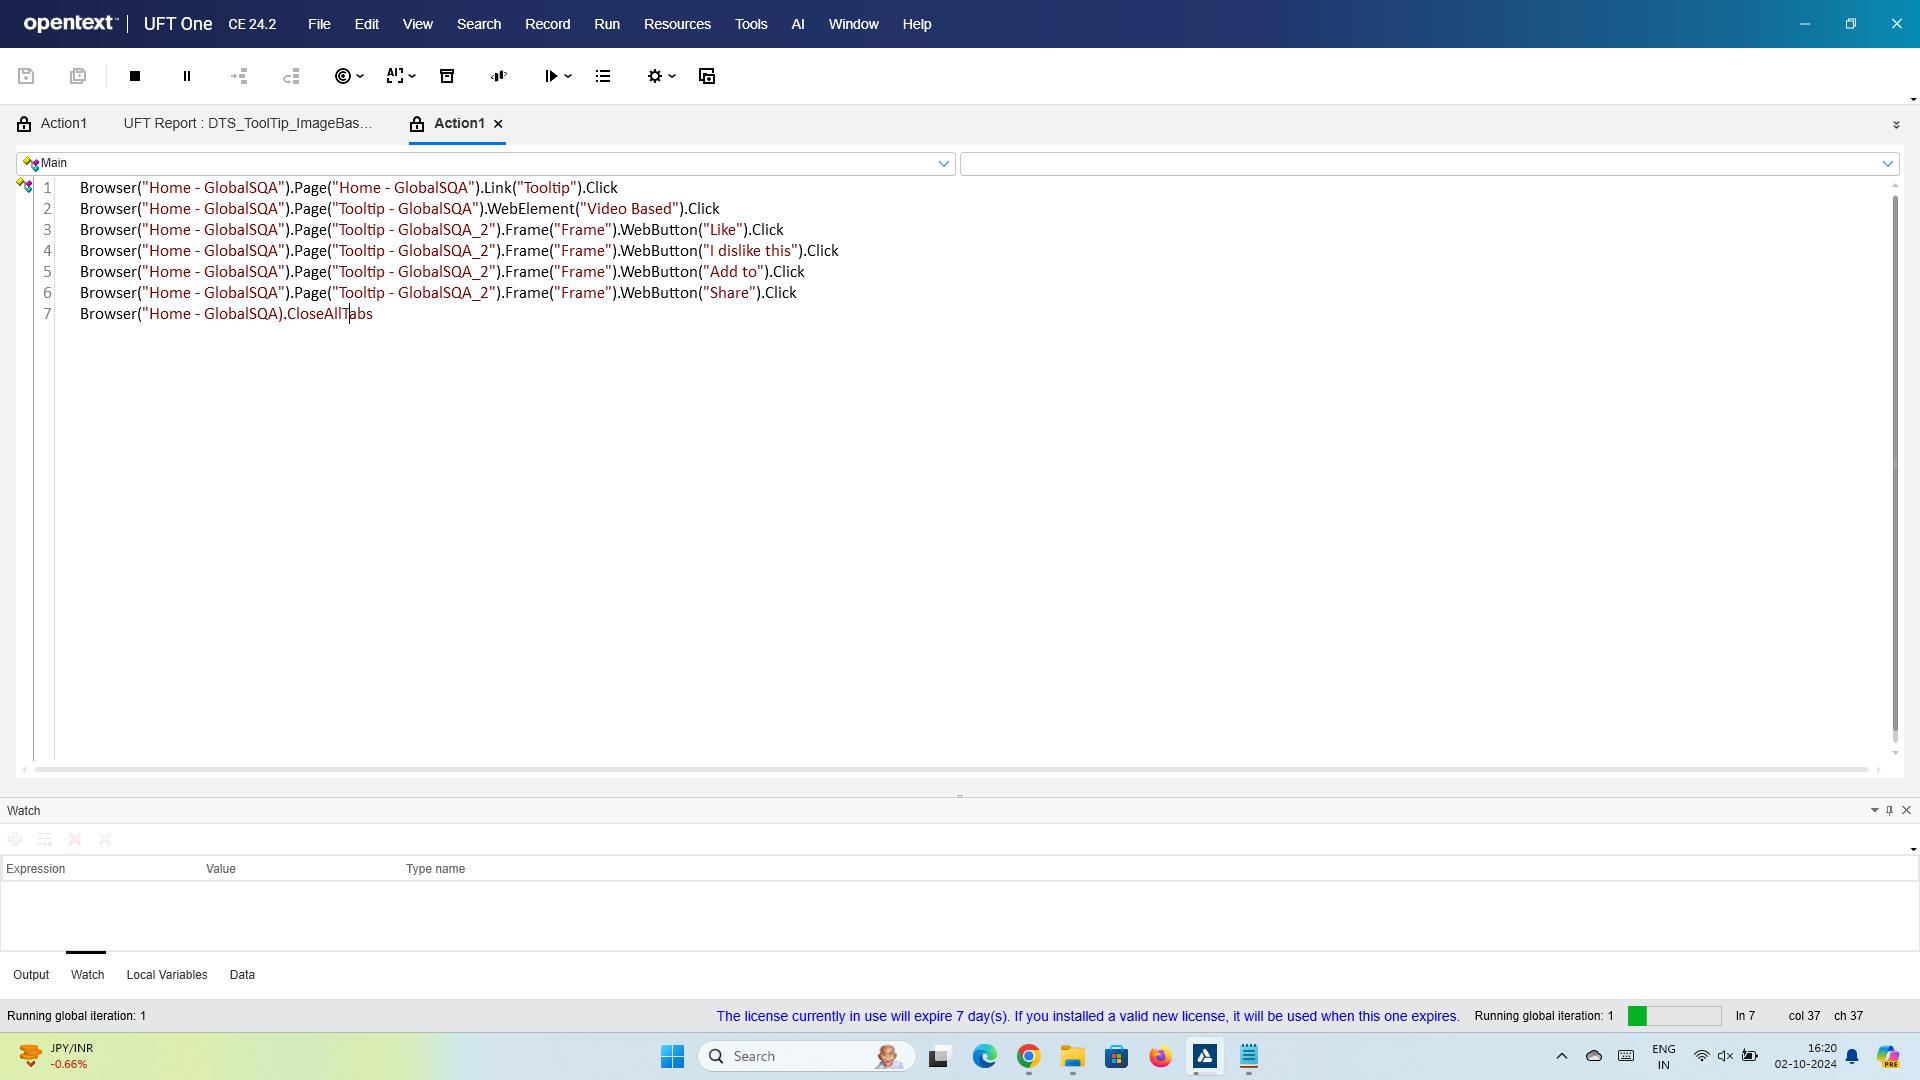 opentext™ | UFT One CE 24.2 File Edit View Search Record Run Resources Tools AI Window Help
Action1 UFT Report : DTS_ToolTip_ImageBas... Action1
Main
1 Browser("Home - GlobalSQA").Page("Home - GlobalSQA").Link("Tooltip").Click
2 Browser("Home - GlobalSQA").Page("Tooltip - GlobalSQA").WebElement("Video Based").Click
3 Browser("Home - GlobalSQA").Page("Tooltip - GlobalSQA_2").Frame("Frame").WebButton("Like").Click
4 Browser("Home - GlobalSQA").Page("Tooltip - GlobalSQA_2").Frame("Frame").WebButton("I dislike this").Click
5 Browser("Home - GlobalSQA").Page("Tooltip - GlobalSQA_2").Frame("Frame").WebButton("Add to").Click
6 Browser("Home - GlobalSQA").Page("Tooltip - GlobalSQA_2").Frame("Frame").WebButton("Share").Click
7 Browser("Home - GlobalSQA).CloseAllTabs
Watch
Expression Value Type name
Output Watch Local Variables Data
Running global iteration: 1 The license currently in use will expire 7 day(s). If you installed a valid new license, it will be used when this one expires. Running global iteration: 1 ln 7 col 37 ch 37
JPY/INR
-0.66%
Search
ENG
IN
16:20
02-10-2024
PRE